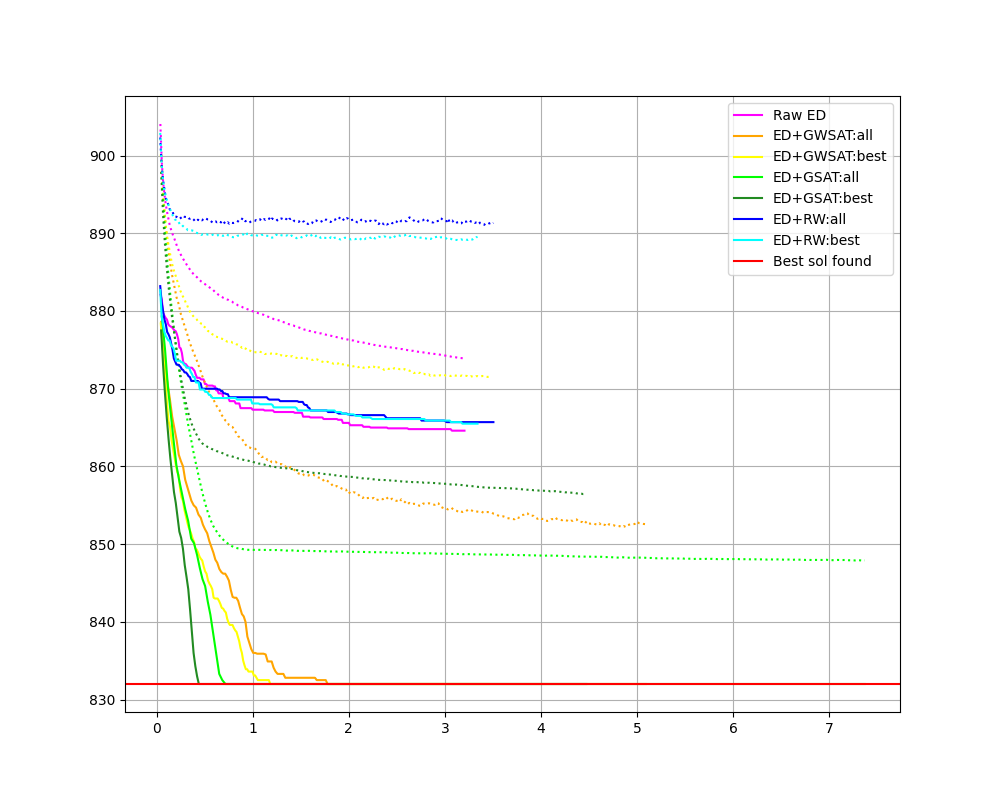 Raw ED
ED+GWSAT:all
ED+GWSAT:best
ED+GSAT:all
ED+GSAT:best
ED+RW:all
ED+RW:best
Best sol found
900
890
880
870
860
850
840
830
0 1 2 3 4 5 6 7